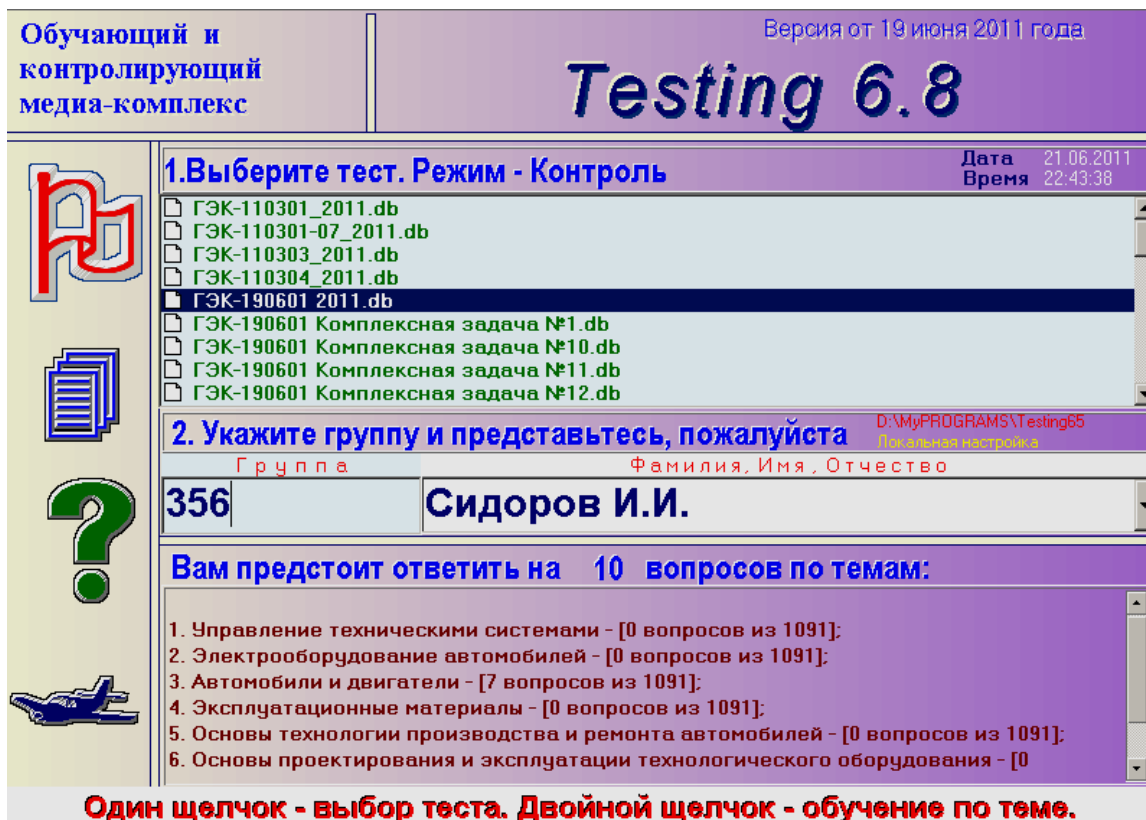 Обучающий и
контролирующий
медиа-комплекс
Версия от 19 июня 2011 года
Testing 6.8
1.Выберите тест. Режим - Контроль
Дата 21.06.2011
Время 22:43:38
ГЭК-110301_2011.db
ГЭК-110301-07_2011.db
ГЭК-110303_2011.db
ГЭК-110304_2011.db
ГЭК-190601 2011.db
ГЭК-190601 Комплексная задача №1.db
ГЭК-190601 Комплексная задача №10.db
ГЭК-190601 Комплексная задача №11.db
ГЭК-190601 Комплексная задача №12.db
2. Укажите группу и представьтесь, пожалуйста
D:\MyPROGRAMS\Testing65
Локальная настройка
Группа
Фамилия, Имя, Отчество
356
Сидоров И.И.
Вам предстоит ответить на 10 вопросов по темам:
1. Управление техническими системами - [0 вопросов из 1091];
2. Электрооборудование автомобилей - [0 вопросов из 1091];
3. Автомобили и двигатели - [7 вопросов из 1091];
4. Эксплуатационные материалы - [0 вопросов из 1091];
5. Основы технологии производства и ремонта автомобилей - [0 вопросов из 1091];
6. Основы проектирования и эксплуатации технологического оборудования - [0
Один щелчок - выбор теста. Двойной щелчок - обучение по теме.